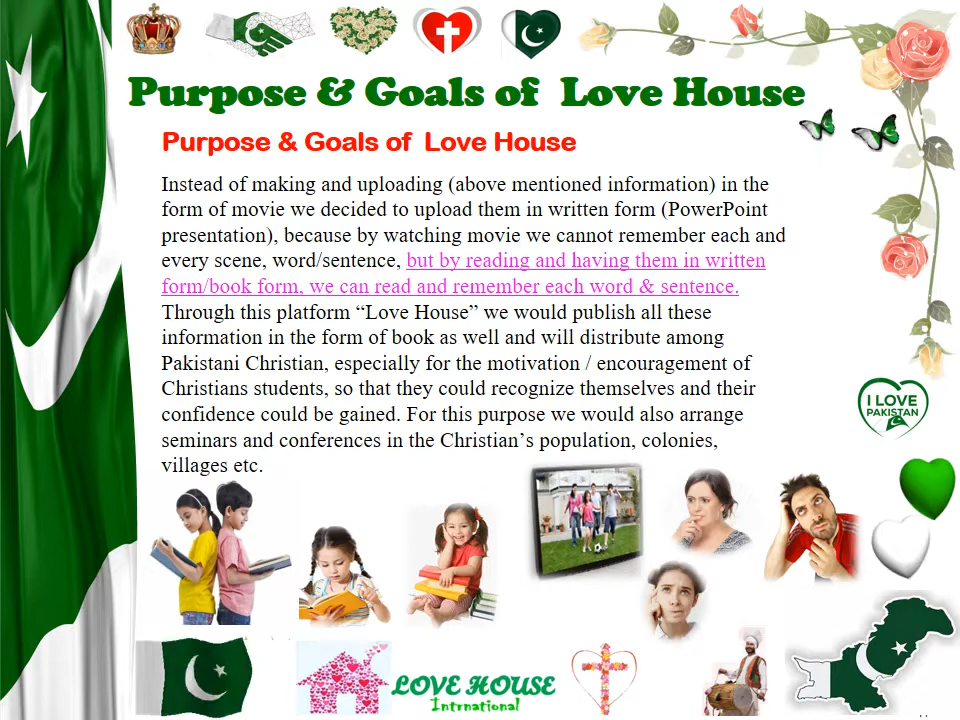 Purpose & Goals of Love House
Purpose & Goals of Love House
Instead of making and uploading (above mentioned information) in the
form of movie we decided to upload them in written form (PowerPoint
presentation), because by watching movie we cannot remember each and
every scene, word/sentence, but by reading and having them in written
form/book form, we can read and remember each word & sentence.
Through this platform “Love House” we would publish all these
information in the form of book as well and will distribute among
Pakistani Christian, especially for the motivation / encouragement of
Christians students, so that they could recognize themselves and their
confidence could be gained. For this purpose we would also arrange
seminars and conferences in the Christian’s population, colonies,
villages etc.
I LOVE
PAKISTAN
LOVE HOUSE
Intrnational